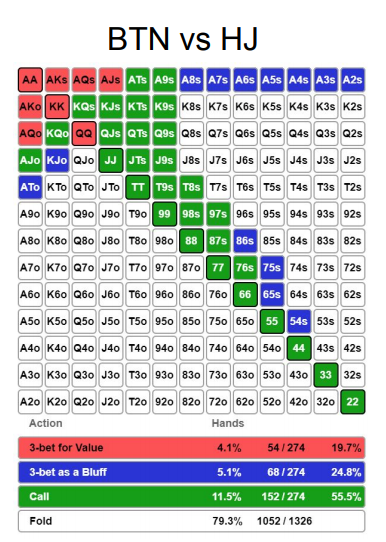 BTN vs HJ
AA AKs AQs AJs ATs A9s A8s A7s A6s A5s A4s A3s A2s
AKo KK KQs KJs KTs K9s K8s K7s K6s K5s K4s K3s K2s
AQo KQo QQ QJs QTs Q9s Q8s Q7s Q6s Q5s Q4s Q3s Q2s
AJo KJo QJo JJ JTs J9s J8s J7s J6s J5s J4s J3s J2s
ATo KTo QTo JTo TT T9s T8s T7s T6s T5s T4s T3s T2s
A9o K9o Q9o J9o T9o 99 98s 97s 96s 95s 94s 93s 92s
A8o K8o Q8o J8o T8o 98o 88 87s 86s 85s 84s 83s 82s
A7o K7o Q7o J7o T7o 97o 87o 77 76s 75s 74s 73s 72s
A6o K6o Q6o J6o T6o 96o 86o 76o 66 65s 64s 63s 62s
A5o K5o Q5o J5o T5o 95o 85o 75o 65o 55 54s 53s 52s
A4o K4o Q4o J4o T4o 94o 84o 74o 64o 54o 44 43s 42s
A3o K3o Q3o J3o T3o 93o 83o 73o 63o 53o 43o 33 32s
A2o K2o Q2o J2o T2o 92o 82o 72o 62o 52o 42o 32o 22
Action Hands
3-bet for Value 4.1% 54 / 274 19.7%
3-bet as a Bluff 5.1% 68 / 274 24.8%
Call 11.5% 152 / 274 55.5%
Fold 79.3% 1052 / 1326